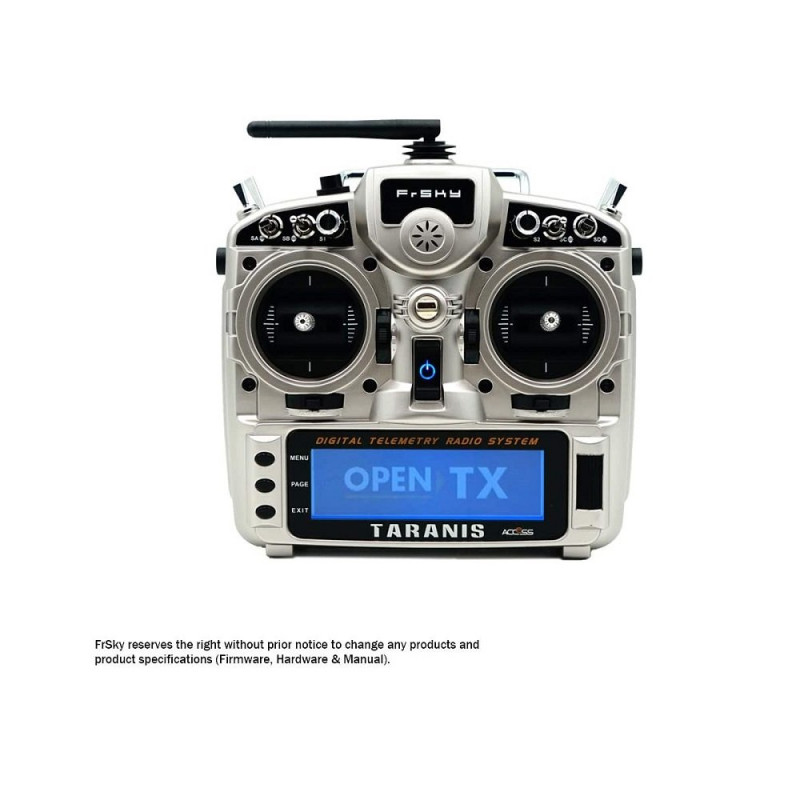 FrSKY
SA SB S1
S2 SC SD
DIGITAL TELEMETRY RADIO SYSTEM
MENU
PAGE
EXIT
OPEN TX
TARANIS ACCESS
FrSky reserves the right without prior notice to change any products and
product specifications (Firmware, Hardware & Manual).